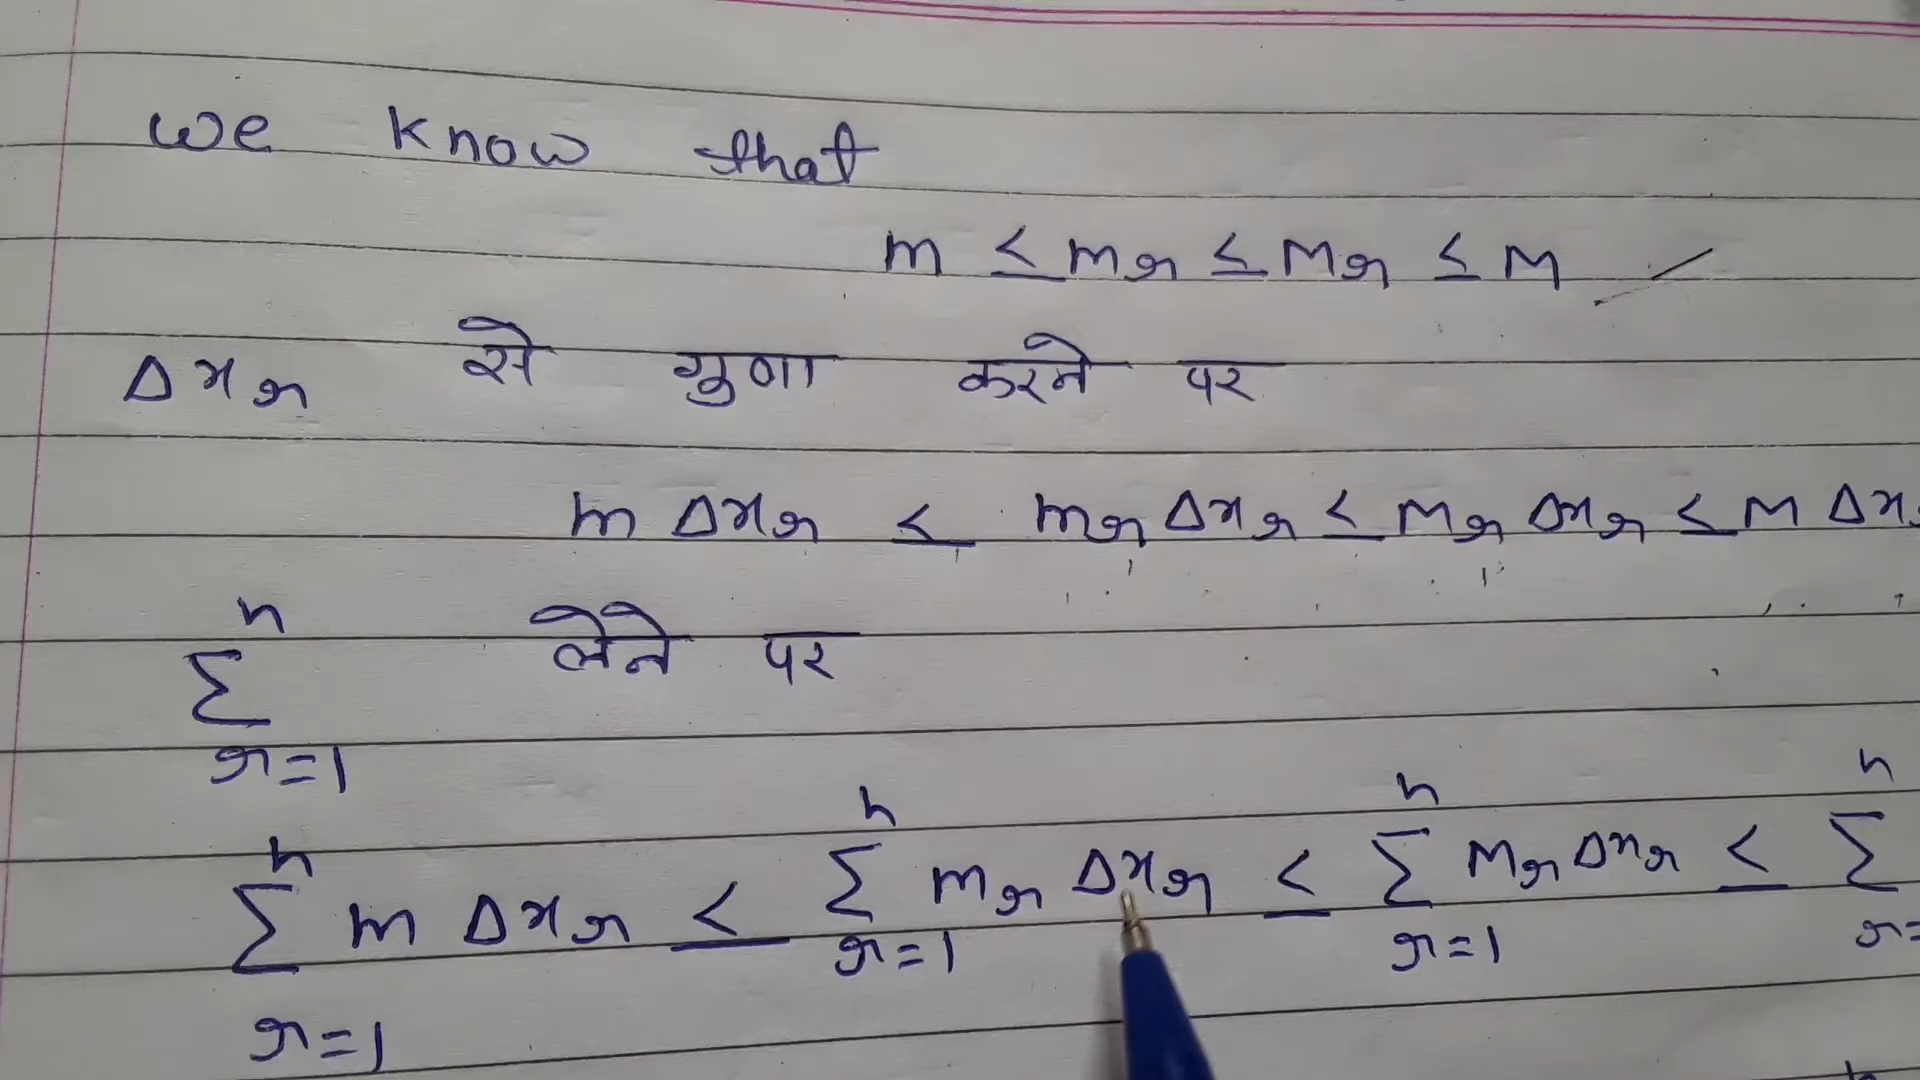 we know that
m ≤ mr ≤ Mr ≤ M
Δxr से गुणा करने पर
m Δxr ≤ mr Δxr ≤ Mr Δxr ≤ M Δx
n
Σ लेने पर
r=1
n n n n
Σ m Δxr ≤ Σ mr Δxr ≤ Σ Mr Δxr ≤ Σ
r=1 r=1 r=1 r=